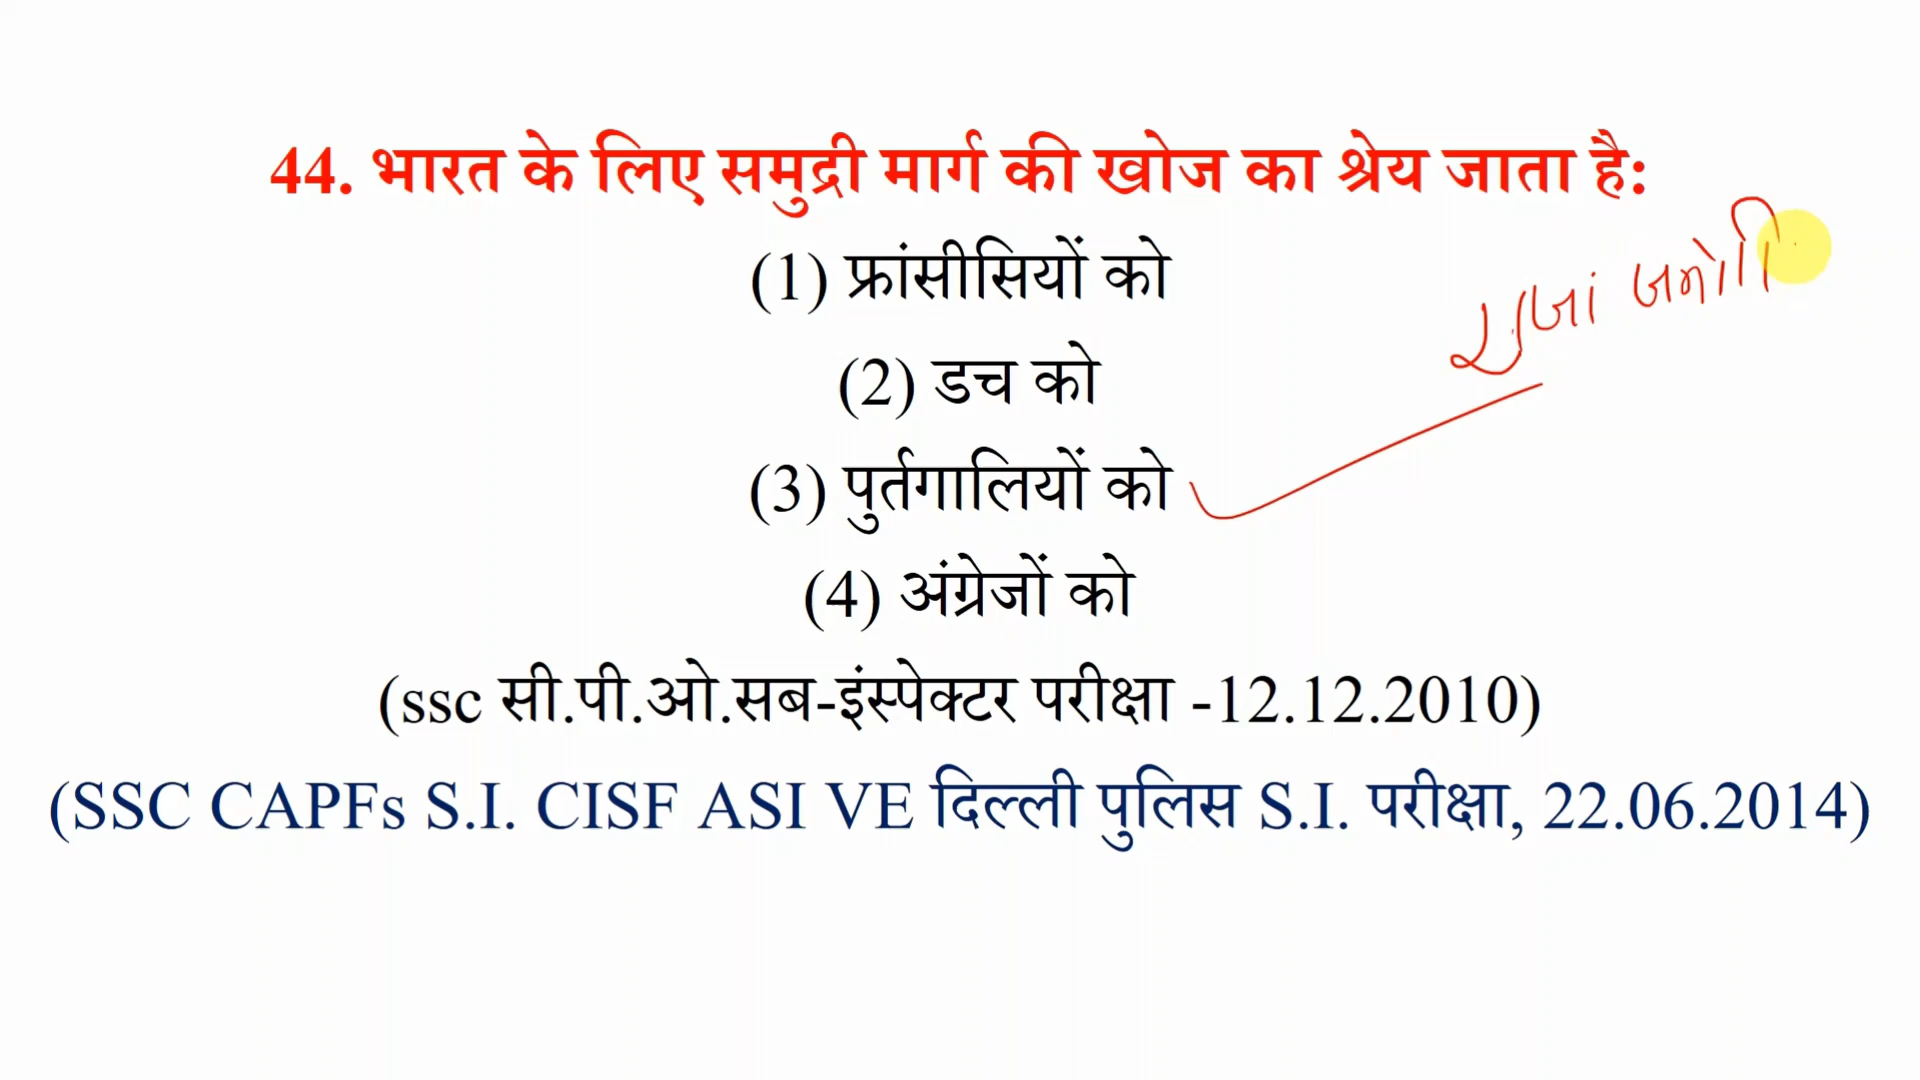 44. भारत के लिए समुद्री मार्ग की खोज का श्रेय जाता है:
(1) फ्रांसीसियों को
(2) डच को
(3) पुर्तगालियों को
(4) अंग्रेजों को
(ssc सी.पी.ओ.सब-इंस्पेक्टर परीक्षा -12.12.2010)
(SSC CAPFs S.I. CISF ASI VE दिल्ली पुलिस S.I. परीक्षा, 22.06.2014)